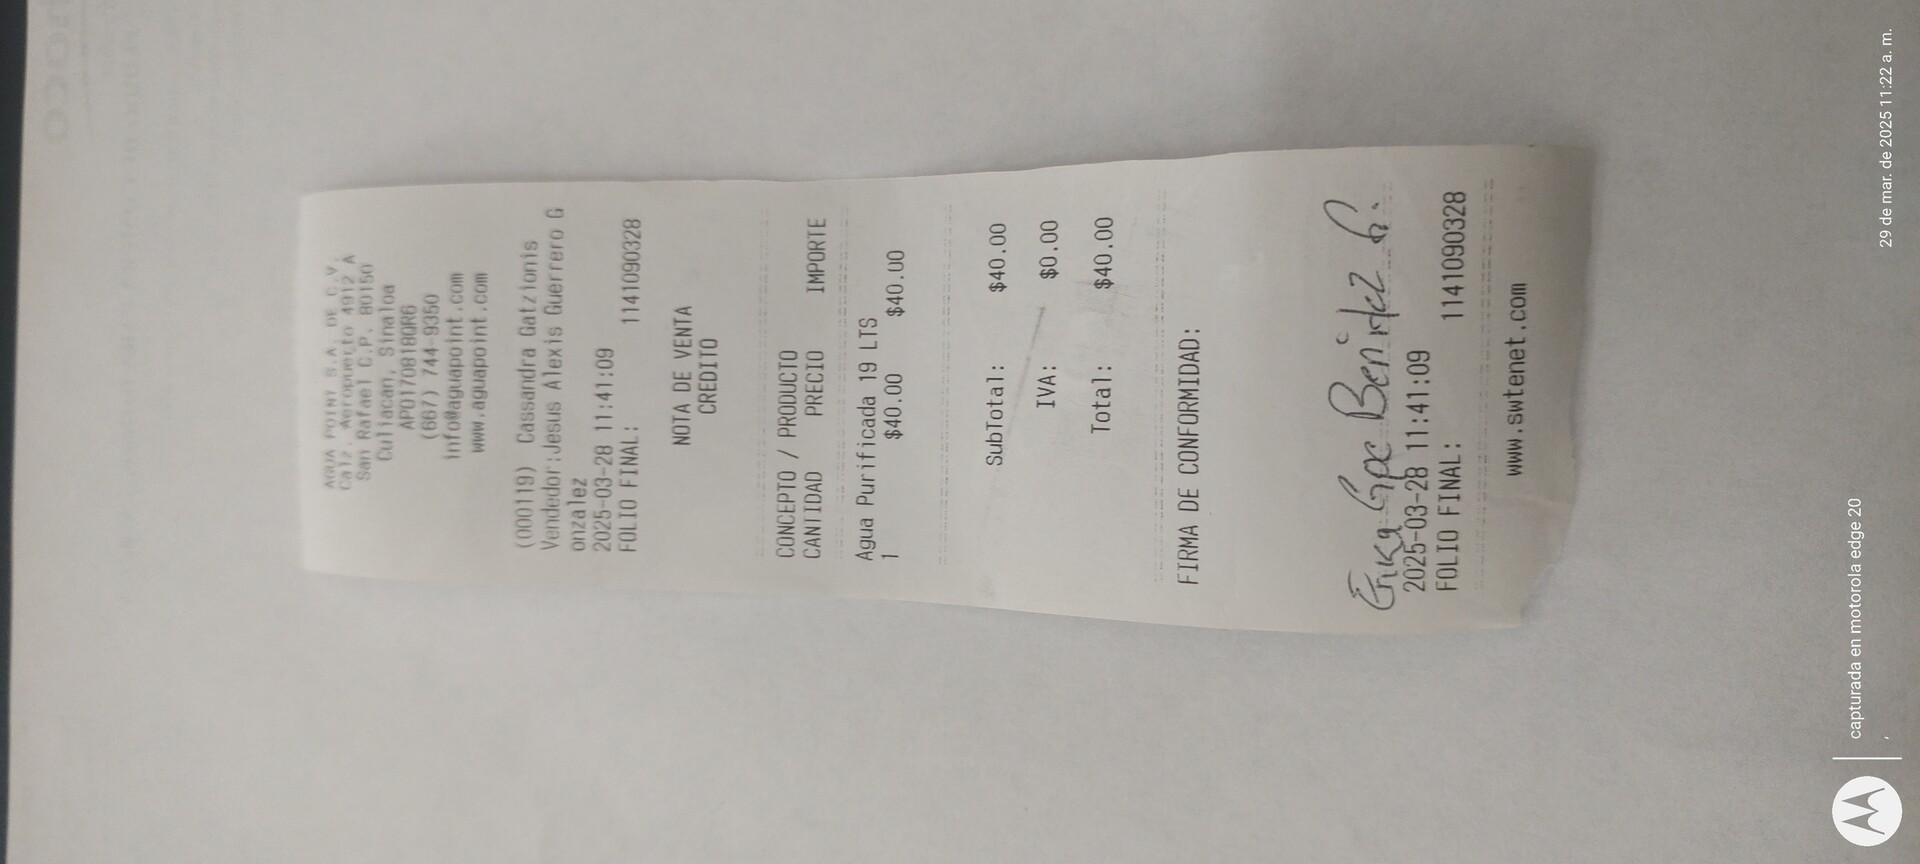 AGUA POINT S.A. DE C.V.
Calz. Aeropuerto 4912 A
San Rafael C.P. 80150
Culiacan, Sinaloa
APO170818QR6
(667) 744-9350
info@aguapoint.com
www.aguapoint.com
(000119) Cassandra Gatzionis
Vendedor:Jesus Alexis Guerrero G
onzalez
2025-03-28 11:41:09
FOLIO FINAL: 1141090328
NOTA DE VENTA
CREDITO
CONCEPTO / PRODUCTO
CANTIDAD PRECIO IMPORTE
Agua Purificada 19 LTS
1 $40.00 $40.00
SubTotal: $40.00
IVA: $0.00
Total: $40.00
FIRMA DE CONFORMIDAD:
Erika Gpe Benitez
2025-03-28 11:41:09
FOLIO FINAL: 1141090328
www.swtenet.com
capturada en motorola edge 20
29 de mar. de 2025 11:22 a. m.